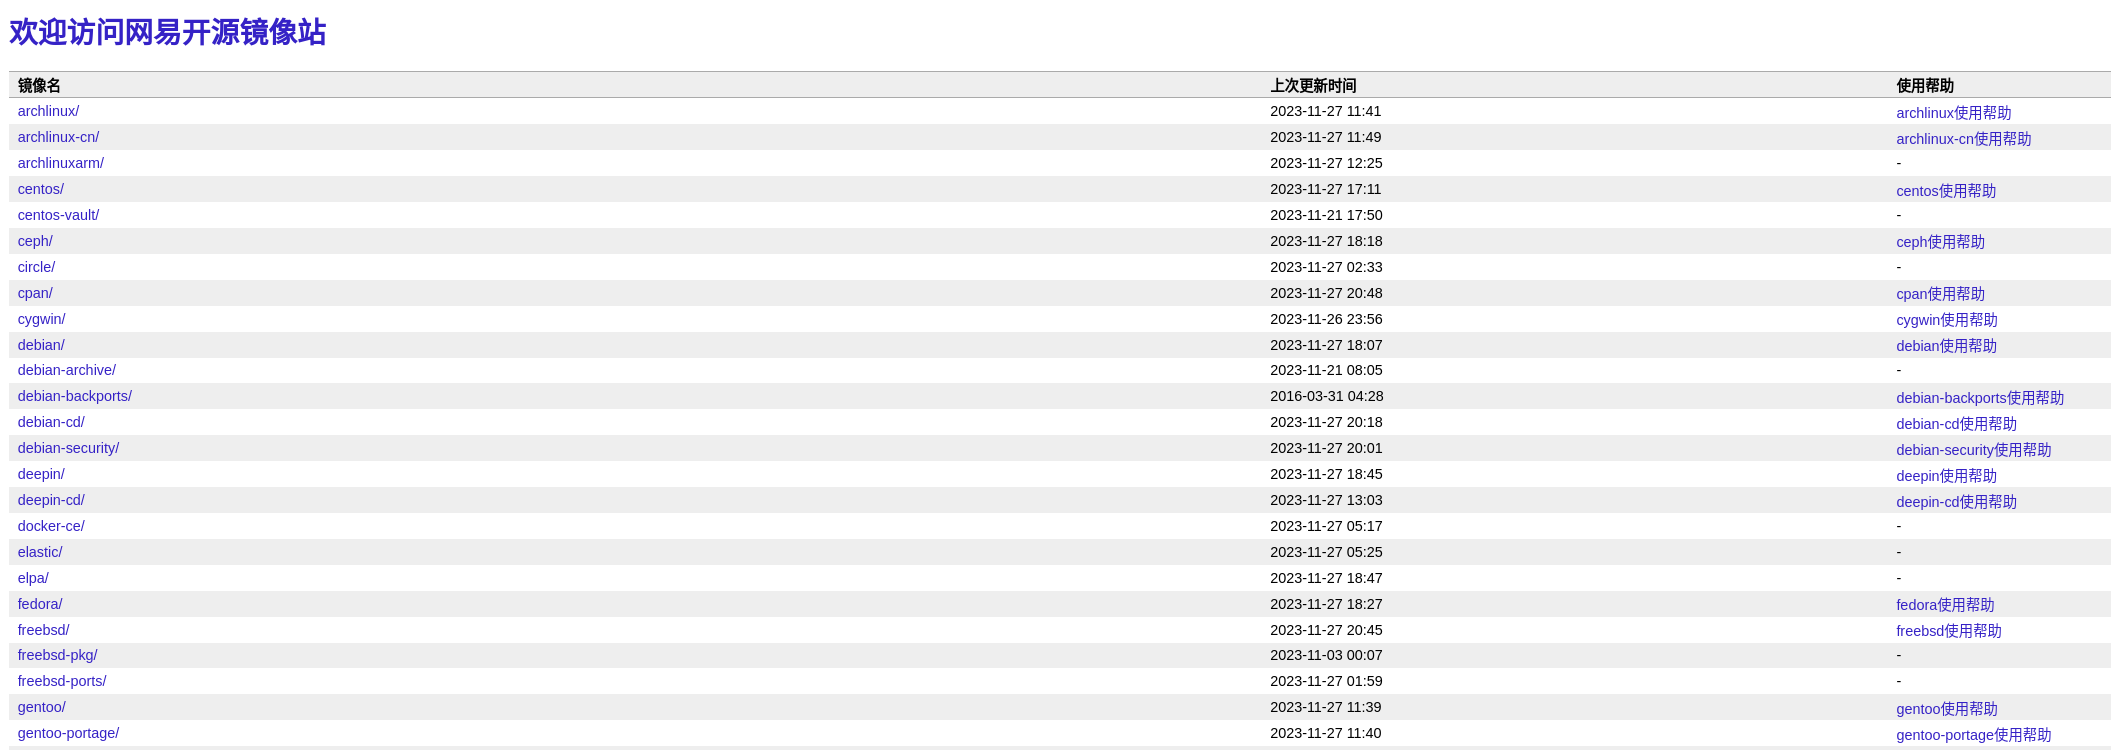 欢迎访问网易开源镜像站
镜像名 上次更新时间 使用帮助
archlinux/ 2023-11-27 11:41 archlinux使用帮助
archlinux-cn/ 2023-11-27 11:49 archlinux-cn使用帮助
archlinuxarm/ 2023-11-27 12:25 -
centos/ 2023-11-27 17:11 centos使用帮助
centos-vault/ 2023-11-21 17:50 -
ceph/ 2023-11-27 18:18 ceph使用帮助
circle/ 2023-11-27 02:33 -
cpan/ 2023-11-27 20:48 cpan使用帮助
cygwin/ 2023-11-26 23:56 cygwin使用帮助
debian/ 2023-11-27 18:07 debian使用帮助
debian-archive/ 2023-11-21 08:05 -
debian-backports/ 2016-03-31 04:28 debian-backports使用帮助
debian-cd/ 2023-11-27 20:18 debian-cd使用帮助
debian-security/ 2023-11-27 20:01 debian-security使用帮助
deepin/ 2023-11-27 18:45 deepin使用帮助
deepin-cd/ 2023-11-27 13:03 deepin-cd使用帮助
docker-ce/ 2023-11-27 05:17 -
elastic/ 2023-11-27 05:25 -
elpa/ 2023-11-27 18:47 -
fedora/ 2023-11-27 18:27 fedora使用帮助
freebsd/ 2023-11-27 20:45 freebsd使用帮助
freebsd-pkg/ 2023-11-03 00:07 -
freebsd-ports/ 2023-11-27 01:59 -
gentoo/ 2023-11-27 11:39 gentoo使用帮助
gentoo-portage/ 2023-11-27 11:40 gentoo-portage使用帮助